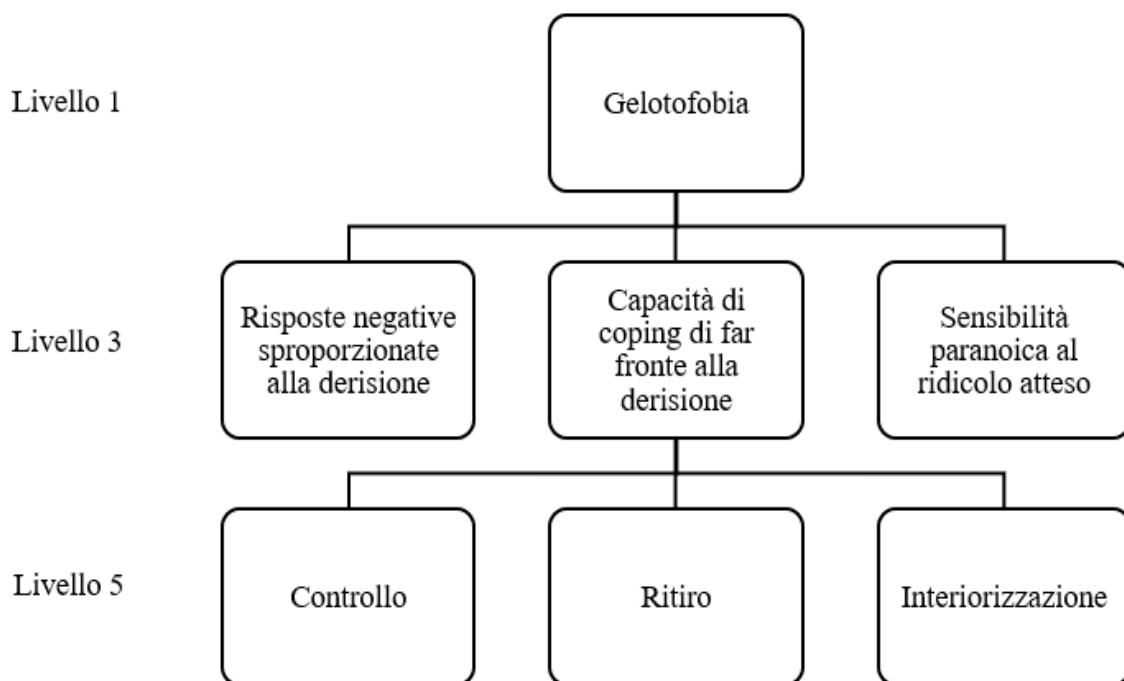 Livello 1
Gelotofobia
Livello 3
Risposte negative
sproporzionate
alla derisione
Capacità di
coping di far
fronte alla
derisione
Sensibilità
paranoica al
ridicolo atteso
Livello 5
Controllo
Ritiro
Interiorizzazione